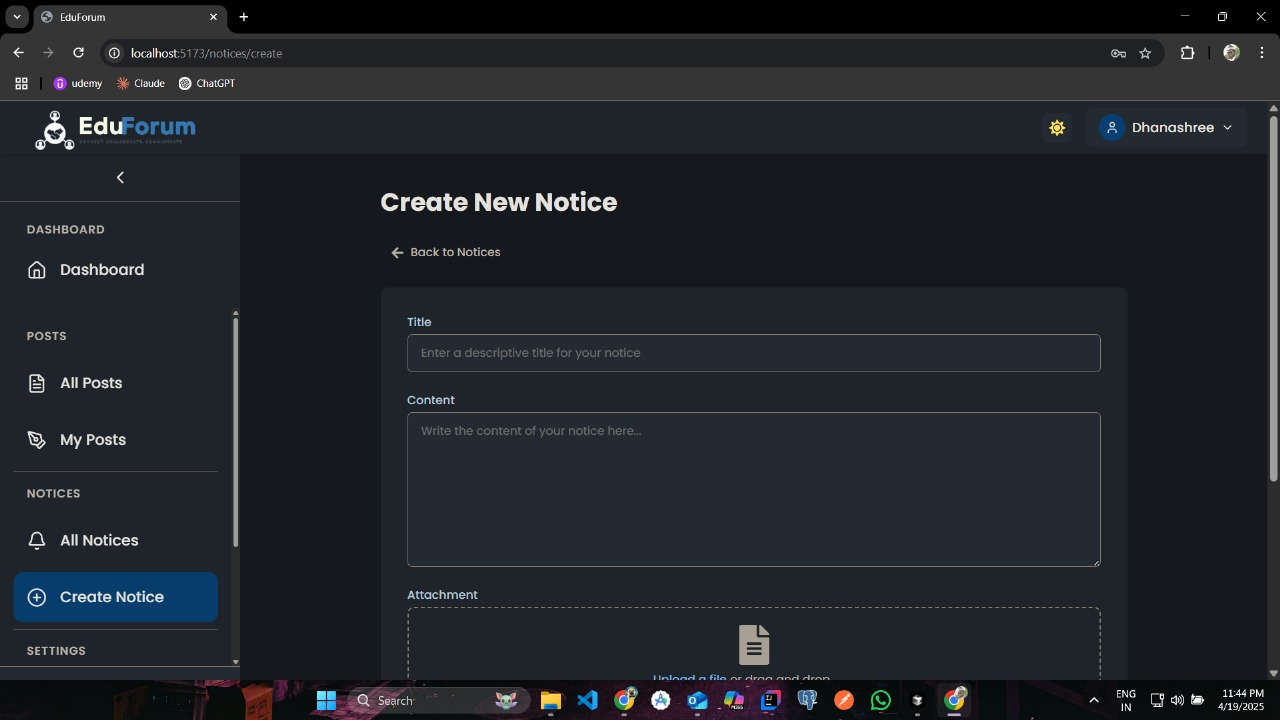 EduForum
localhost:5173/notices/create
udemy
Claude
ChatGPT
EduForum
Dhanashree
DASHBOARD
Dashboard
POSTS
All Posts
My Posts
NOTICES
All Notices
Create Notice
SETTINGS
Create New Notice
Back to Notices
Title
Enter a descriptive title for your notice
Content
Write the content of your notice here...
Attachment
Upload a file or drag and drop
Search
ENG
IN
11:44 PM
4/19/2025